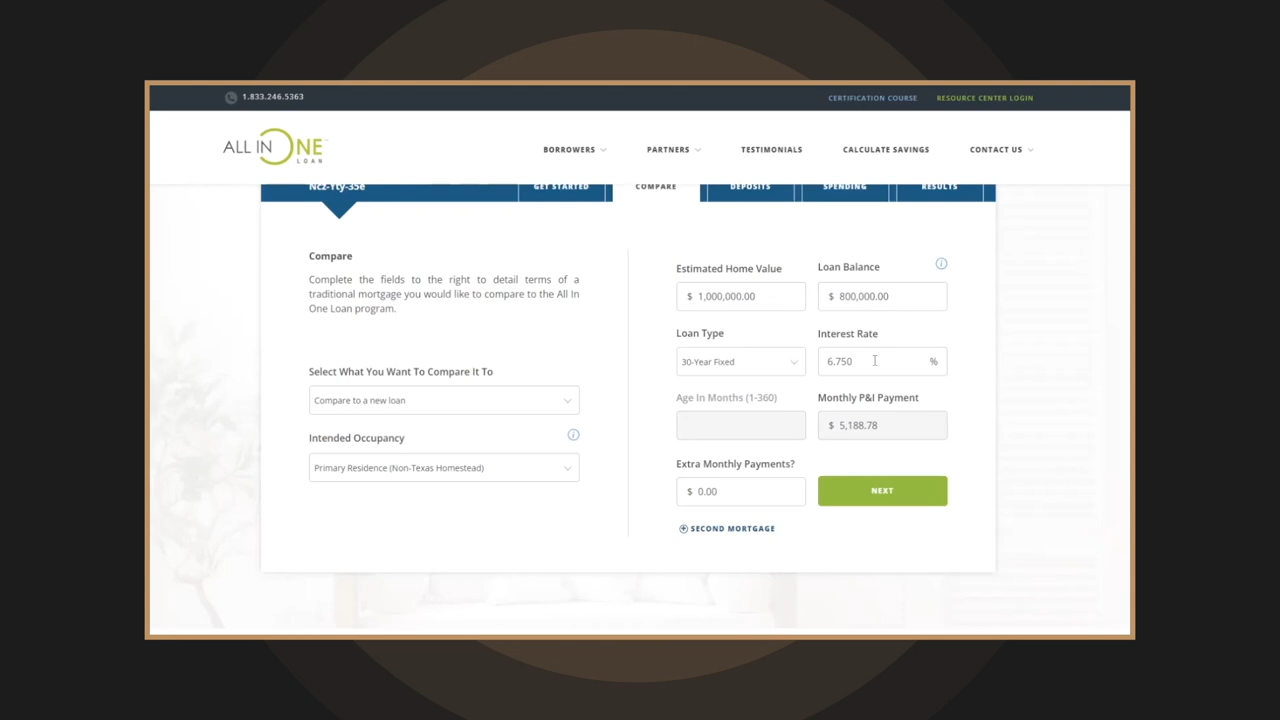 1.833.246.5363
CERTIFICATION COURSE
RESOURCE CENTER LOGIN
ALL IN ONE
LOAN
BORROWERS
PARTNERS
TESTIMONIALS
CALCULATE SAVINGS
CONTACT US
Ncz-Yty-35e
GET STARTED
COMPARE
DEPOSITS
SPENDING
RESULTS
Compare
Complete the fields to the right to detail terms of a
traditional mortgage you would like to compare to the All In
One Loan program.
Select What You Want To Compare It To
Compare to a new loan
Intended Occupancy
Primary Residence (Non-Texas Homestead)
Estimated Home Value
Loan Balance
$ 1,000,000.00
$ 800,000.00
Loan Type
Interest Rate
30-Year Fixed
6.750 %
Age In Months (1-360)
Monthly P&I Payment
$ 5,188.78
Extra Monthly Payments?
$ 0.00
NEXT
SECOND MORTGAGE